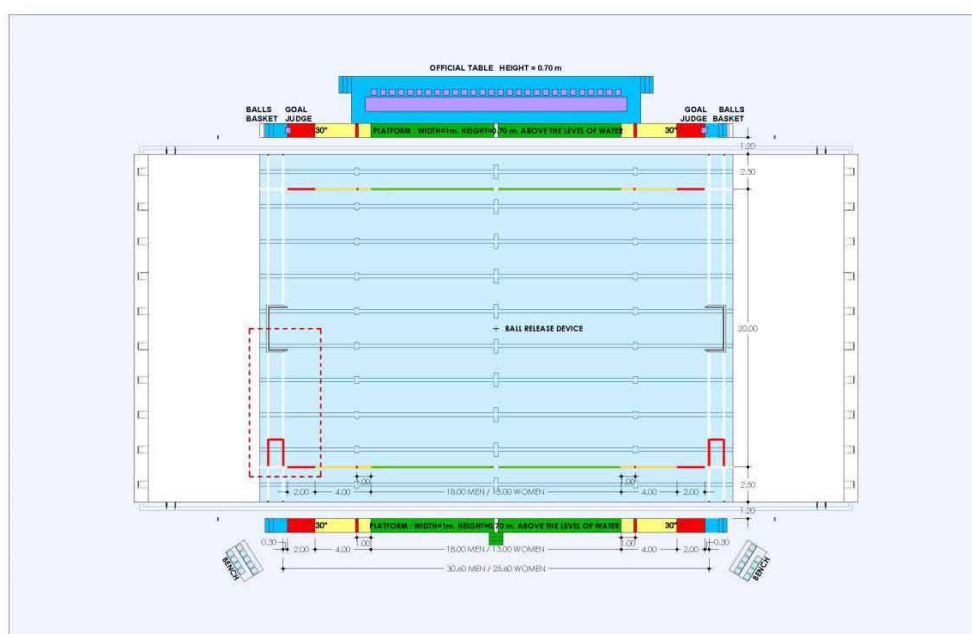 OFFICIAL TABLE HEIGHT = 0.70 m
BALLS BASKET
GOAL JUDGE
GOAL JUDGE
BALLS BASKET
30°
PLATFORM : WIDTH=1m. HEIGHT=0.70 m. ABOVE THE LEVEL OF WATER
30°
1.20
2.50
BALL RELEASE DEVICE
20.00
2.00
4.00
1.00
18.00 MEN / 15.00 WOMEN
1.00
4.00
2.00
2.50
1.20
30°
PLATFORM : WIDTH=1m. HEIGHT=0.70 m. ABOVE THE LEVEL OF WATER
30°
0.30
2.00
4.00
1.00
18.00 MEN / 15.00 WOMEN
1.00
4.00
2.00
0.30
BENCH
30.60 MEN / 25.60 WOMEN
BENCH